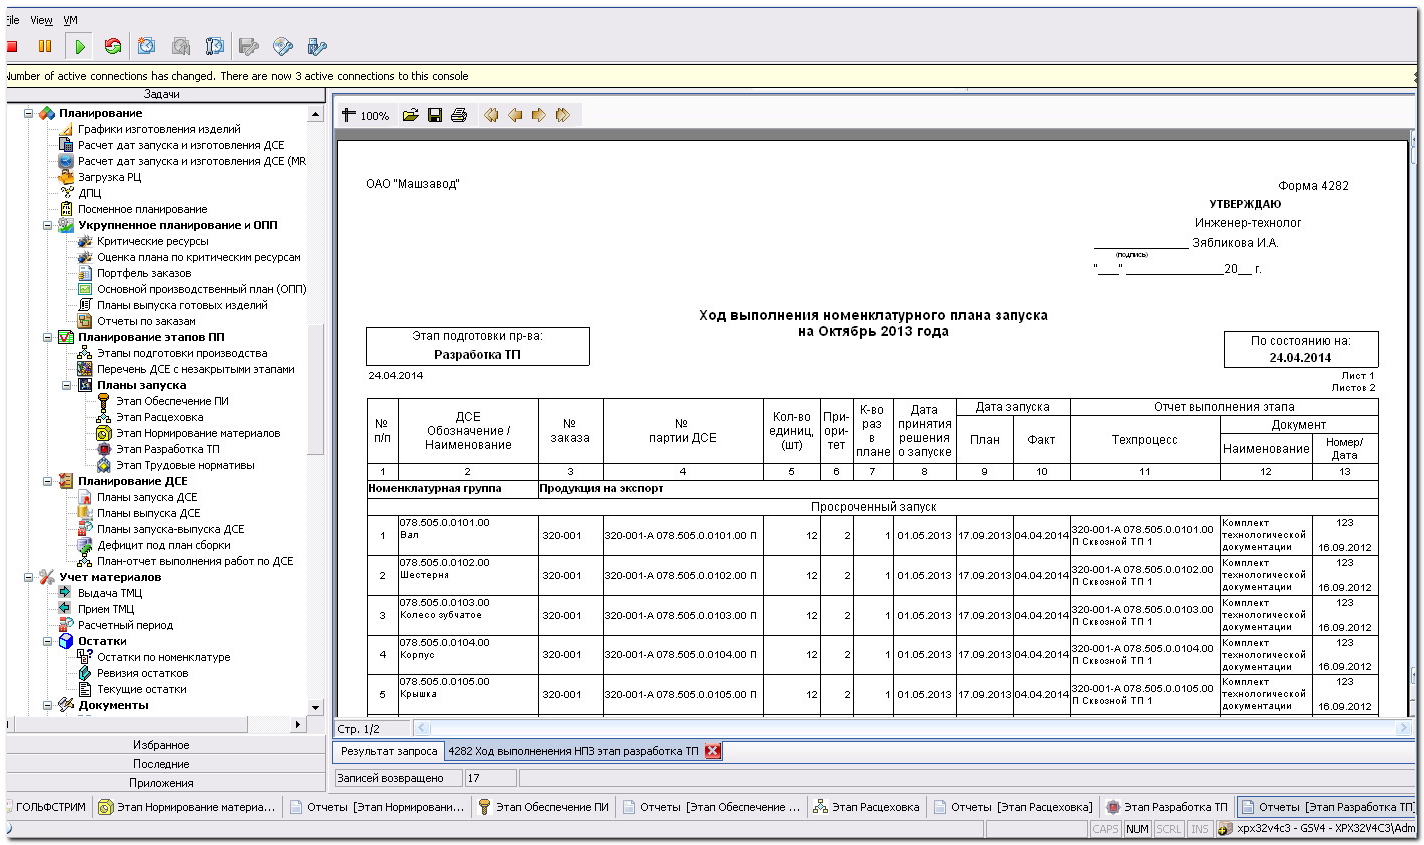 File View VM
Number of active connections has changed. There are now 3 active connections to this console
Задачи
Планирование
Графики изготовления изделий
Расчет дат запуска и изготовления ДСЕ
Расчет дат запуска и изготовления ДСЕ (MR
Загрузка РЦ
ДПЦ
Посменное планирование
Укрупненное планирование и ОПП
Критические ресурсы
Оценка плана по критическим ресурсам
Портфель заказов
Основной производственный план (ОПП)
Планы выпуска готовых изделий
Отчеты по заказам
Планирование этапов ПП
Этапы подготовки производства
Перечень ДСЕ с незакрытыми этапами
Планы запуска
Этап Обеспечение ПИ
Этап Расцеховка
Этап Нормирование материалов
Этап Разработка ТП
Этап Трудовые нормативы
Планирование ДСЕ
Планы запуска ДСЕ
Планы выпуска ДСЕ
Планы запуска-выпуска ДСЕ
Дефицит под план сборки
План-отчет выполнения работ по ДСЕ
Учет материалов
Выдача ТМЦ
Прием ТМЦ
Расчетный период
Остатки
Остатки по номенклатуре
Ревизия остатков
Текущие остатки
Документы
Избранное
Последние
Приложения
100%
ОАО "Машзавод"
Форма 4282
УТВЕРЖДАЮ
Инженер-технолог
______________ Зябликова И.А.
(подпись)
"___" ______________20__ г.
Ход выполнения номенклатурного плана запуска
на Октябрь 2013 года
Этап подготовки пр-ва:
Разработка ТП
По состоянию на:
24.04.2014
24.04.2014
Лист 1
Листов 2
№ п/п
ДСЕ Обозначение / Наименование
№ заказа
№ партии ДСЕ
Кол-во единиц, (шт)
При-ори-тет
К-во раз в плане
Дата принятия решения о запуске
Дата запуска
План
Факт
Отчет выполнения этапа
Техпроцесс
Документ
Наименование
Номер/ Дата
1 2 3 4 5 6 7 8 9 10 11 12 13
Номенклатурная группа Продукция на экспорт
Просроченный запуск
1 078.505.0.0101.00 Вал 320-001 320-001-А 078.505.0.0101.00 П 12 2 1 01.05.2013 17.09.2013 04.04.2014 320-001-А 078.505.0.0101.00 П Сквозной ТП 1 Комплект технологической документации 123 16.09.2012
2 078.505.0.0102.00 Шестерня 320-001 320-001-А 078.505.0.0102.00 П 12 2 1 01.05.2013 17.09.2013 04.04.2014 320-001-А 078.505.0.0102.00 П Сквозной ТП 1 Комплект технологической документации 123 16.09.2012
3 078.505.0.0103.00 Колесо зубчатое 320-001 320-001-А 078.505.0.0103.00 П 12 2 1 01.05.2013 17.09.2013 04.04.2014 320-001-А 078.505.0.0103.00 П Сквозной ТП 1 Комплект технологической документации 123 16.09.2012
4 078.505.0.0104.00 Корпус 320-001 320-001-А 078.505.0.0104.00 П 12 2 1 01.05.2013 17.09.2013 04.04.2014 320-001-А 078.505.0.0104.00 П Сквозной ТП 1 Комплект технологической документации 123 16.09.2012
5 078.505.0.0105.00 Крышка 320-001 320-001-А 078.505.0.0105.00 П 12 2 1 01.05.2013 17.09.2013 04.04.2014 320-001-А 078.505.0.0105.00 П Сквозной ТП 1 Комплект технологической документации 123 16.09.2012
Стр. 1/2
Результат запроса 4282 Ход выполненения НПЗ этап разработка ТП
Записей возвращено 17
ГОЛЬФСТРИМ Этап Нормирование материа... Отчеты [Этап Нормировани... Этап Обеспечение ПИ Отчеты [Этап Обеспечение ... Этап Расцеховка Отчеты [Этап Расцеховка] Этап Разработка ТП Отчеты [Этап Разработка ТП]
CAPS NUM SCRL INS xpx32v4c3 - GSV4 - XPX32V4C3\Adm